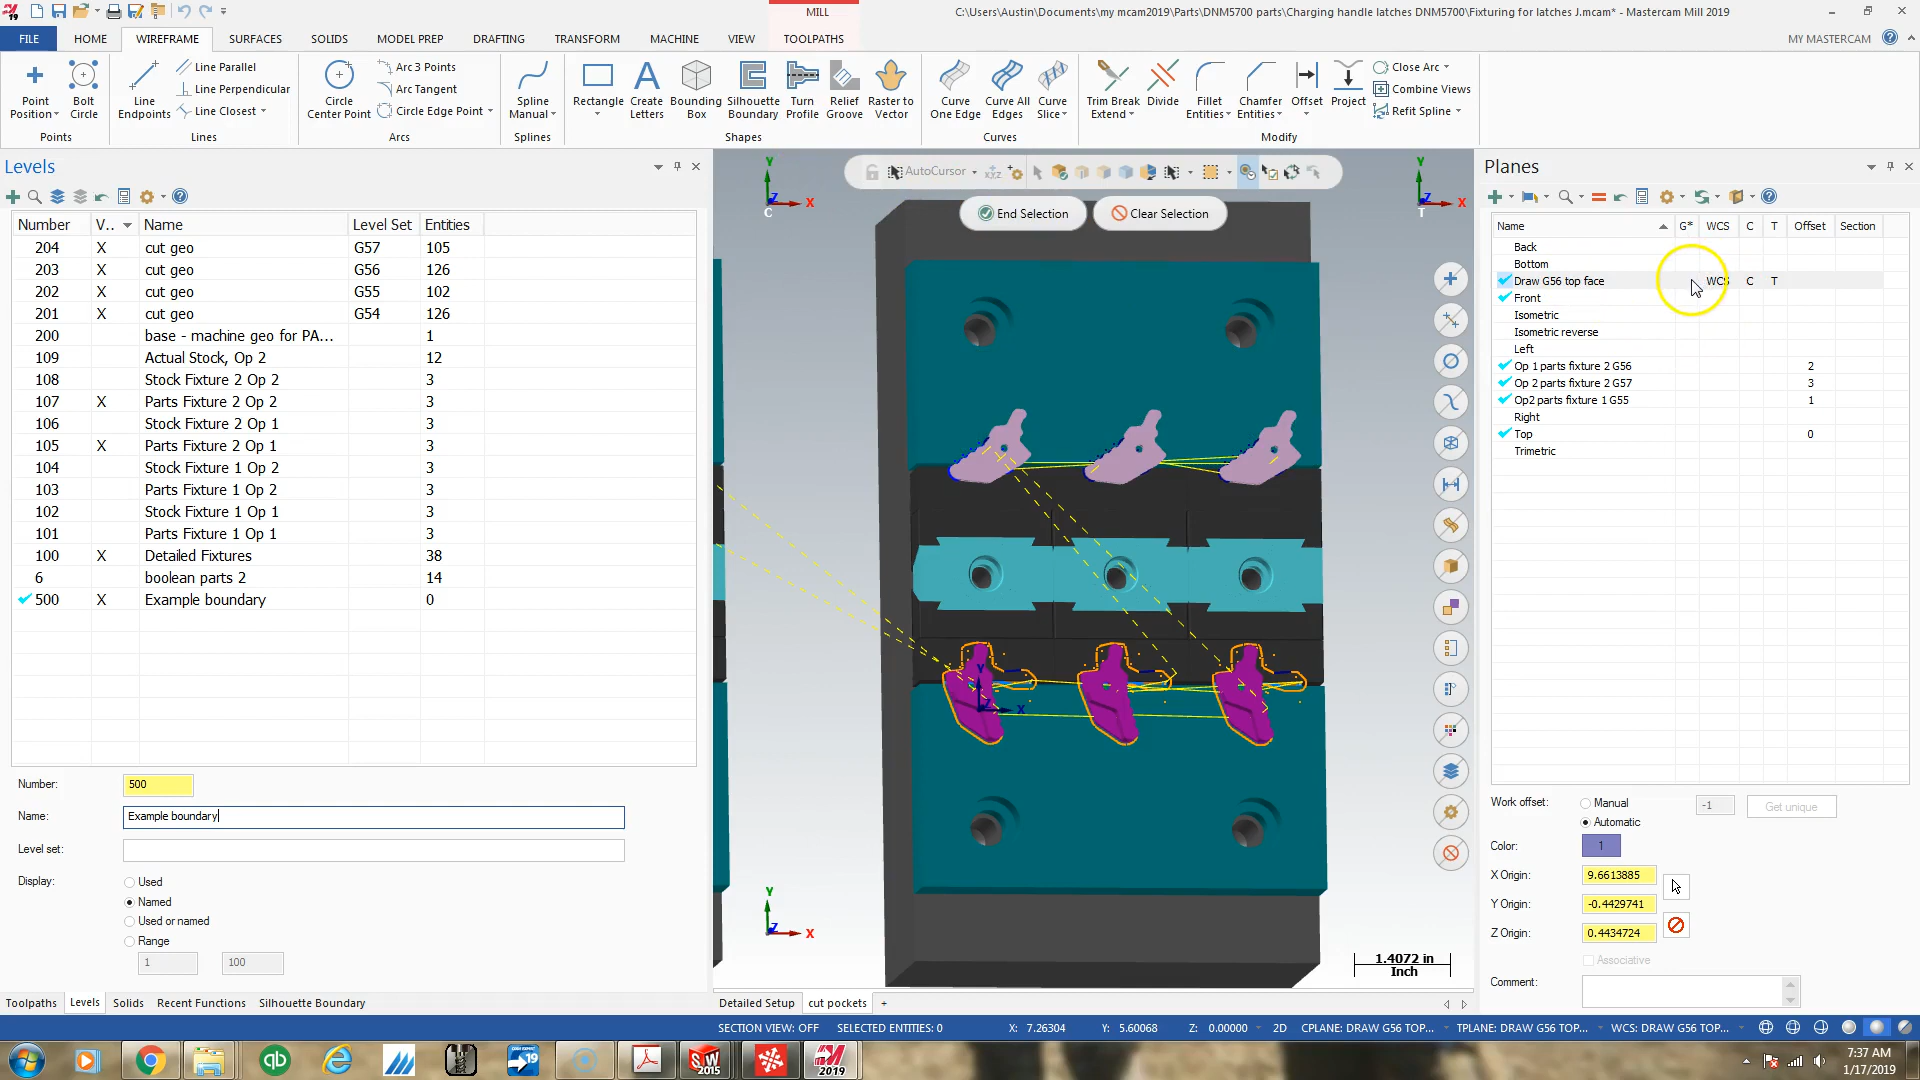 MILL
C:\Users\Austin\Documents\my mcam2019\Parts\DNM5700 parts\Charging handle latches DNM5700\Fixturing for latches J.mcam* - Mastercam Mill 2019
FILE HOME WIREFRAME SURFACES SOLIDS MODEL PREP DRAFTING TRANSFORM MACHINE VIEW TOOLPATHS MY MASTERCAM
Point Position
Bolt Circle
Points
Line Endpoints
Line Parallel
Line Perpendicular
Line Closest
Lines
Circle Center Point
Arc 3 Points
Arc Tangent
Circle Edge Point
Arcs
Spline Manual
Splines
Rectangle
Create Letters
Bounding Box
Silhouette Boundary
Turn Profile
Relief Groove
Raster to Vector
Shapes
Curve One Edge
Curve All Edges
Curve Slice
Curves
Trim Break Extend
Divide
Fillet Entities
Chamfer Entities
Offset
Project
Close Arc
Combine Views
Refit Spline
Modify
Levels
Number V.. Name Level Set Entities
204 X cut geo G57 105
203 X cut geo G56 126
202 X cut geo G55 102
201 X cut geo G54 126
200 base - machine geo for PA... 1
109 Actual Stock, Op 2 12
108 Stock Fixture 2 Op 2 3
107 X Parts Fixture 2 Op 2 3
106 Stock Fixture 2 Op 1 3
105 X Parts Fixture 2 Op 1 3
104 Stock Fixture 1 Op 2 3
103 Parts Fixture 1 Op 2 3
102 Stock Fixture 1 Op 1 3
101 Parts Fixture 1 Op 1 3
100 X Detailed Fixtures 38
6 boolean parts 2 14
500 X Example boundary 0
Number: 500
Name: Example boundary
Level set:
Display: Used
Named
Used or named
Range
1 100
Toolpaths Levels Solids Recent Functions Silhouette Boundary
AutoCursor
End Selection Clear Selection
Y X Z C
Y X Z T
Y X Z
Y X Z
1.4072 in
Inch
Detailed Setup cut pockets +
Planes
Name G* WCS C T Offset Section
Back
Bottom
Draw G56 top face WCS C T
Front
Isometric
Isometric reverse
Left
Op 1 parts fixture 2 G56 2
Op 2 parts fixture 2 G57 3
Op2 parts fixture 1 G55 1
Right
Top 0
Trimetric
Work offset: Manual -1 Get unique
Automatic
Color: 1
X Origin: 9.6613885
Y Origin: -0.4429741
Z Origin: 0.4434724
Associative
Comment:
SECTION VIEW: OFF SELECTED ENTITIES: 0 X: 7.26304 Y: 5.60068 Z: 0.00000 2D CPLANE: DRAW G56 TOP... TPLANE: DRAW G56 TOP... WCS: DRAW G56 TOP...
7:37 AM
1/17/2019